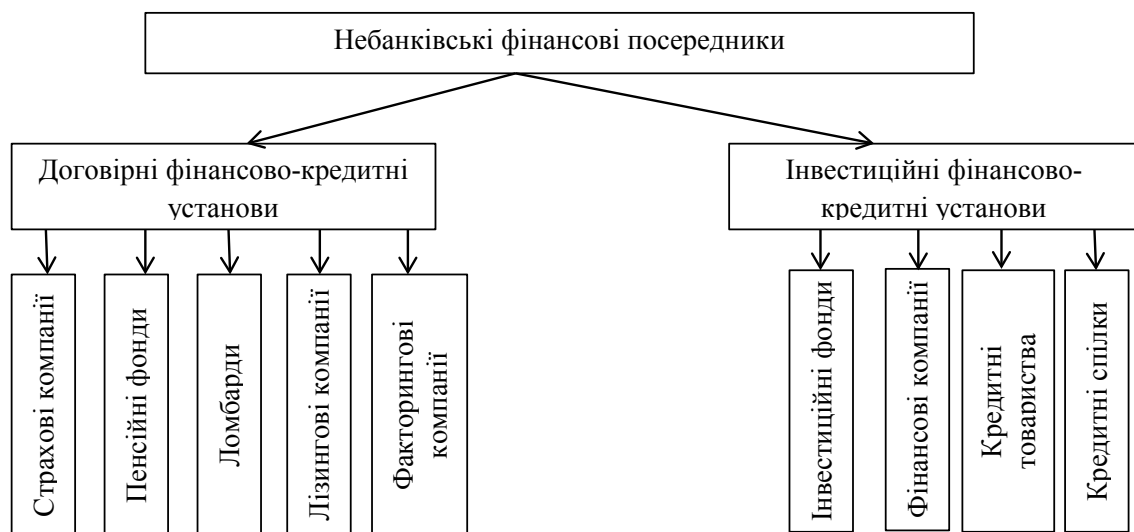 Небанківські фінансові посередники
Договірні фінансово-кредитні
установи
Інвестиційні фінансово-
кредитні установи
Страхові компанії
Пенсійні фонди
Ломбарди
Лізингові компанії
Факторингові
компанії
Інвестиційні фонди
Фінансові компанії
Кредитні
товариства
Кредитні спілки